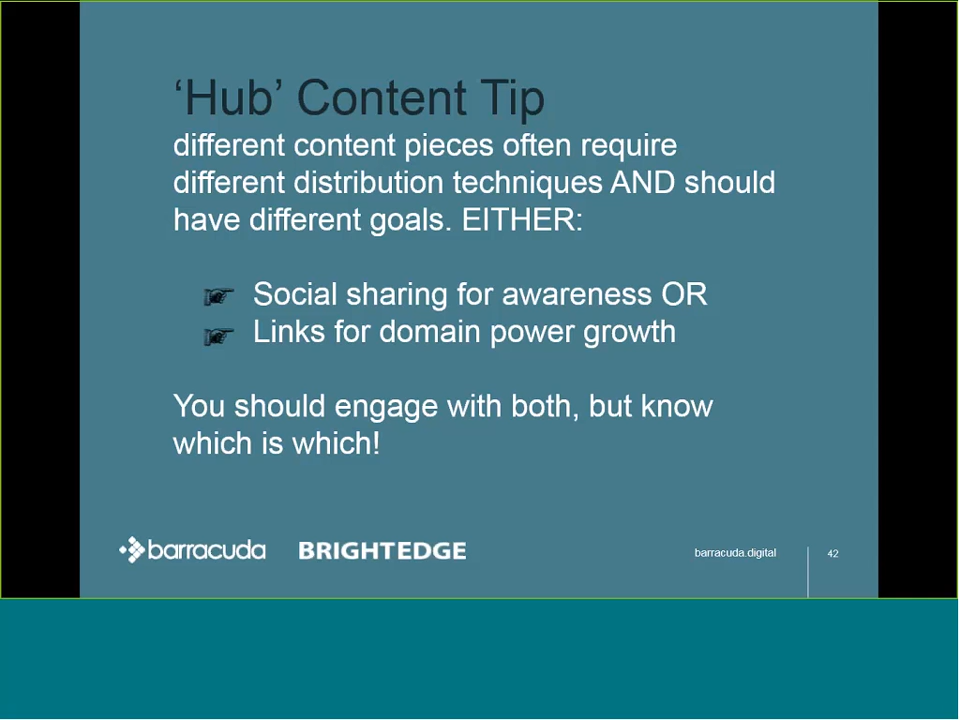 ‘Hub’ Content Tip
different content pieces often require
different distribution techniques AND should
have different goals. EITHER:
Social sharing for awareness OR
Links for domain power growth
You should engage with both, but know
which is which!
barracuda BRIGHTEDGE barracuda.digital 42